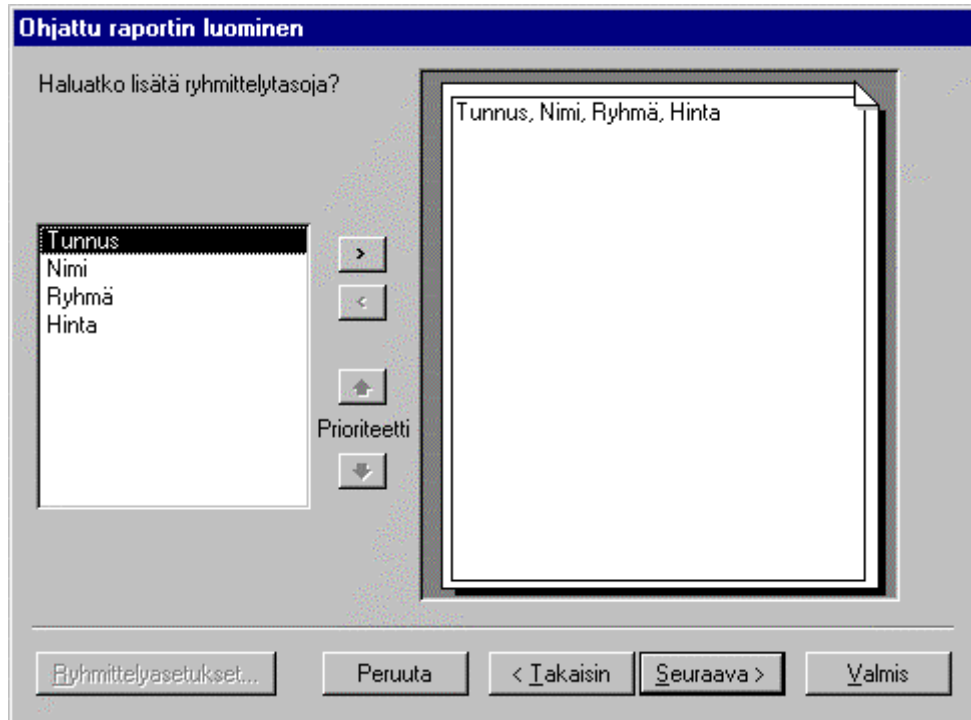 Ohjattu raportin luominen
Haluatko lisätä ryhmittelytasoja?
Tunnus, Nimi, Ryhmä, Hinta
Tunnus
Nimi
Ryhmä
Hinta
>
<
Prioriteetti
Ryhmittelyasetukset...
Peruuta
< Takaisin
Seuraava >
Valmis